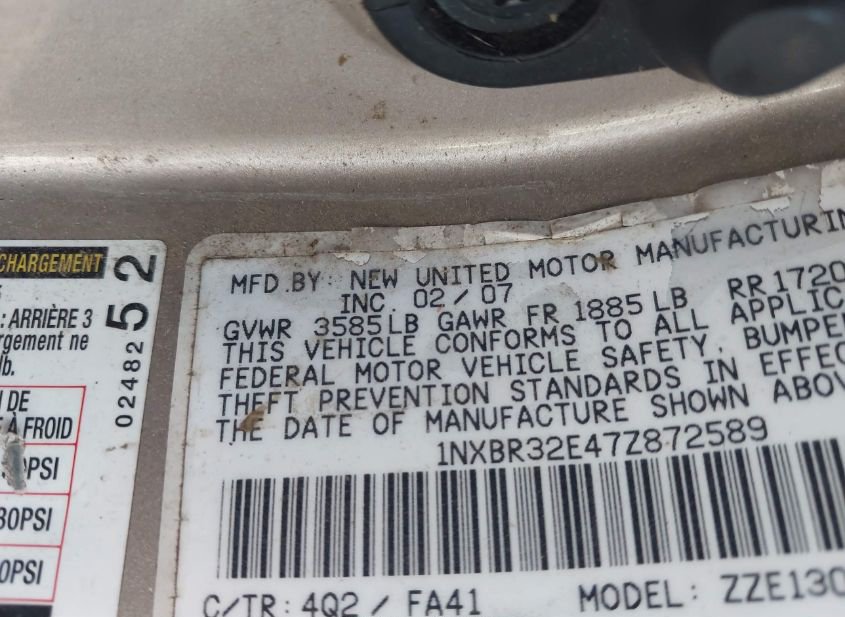 CHARGEMENT
: ARRIÈRE 3
rgement ne
lb.
DE
À FROID
PSI
30PSI
0PSI
02482 52
MFD.BY: NEW UNITED MOTOR MANUFACTURIN
INC. 02/07
GVWR 3585LB GAWR FR 1885LB RR1720
THIS VEHICLE CONFORMS TO ALL APPLIC
FEDERAL MOTOR VEHICLE SAFETY, BUMPE
THEFT PREVENTION STANDARDS IN EFFEC
THE DATE OF MANUFACTURE SHOWN ABOV
1NXBR32E47Z872589
C/TR: 4Q2 / FA41 MODEL: ZZE130